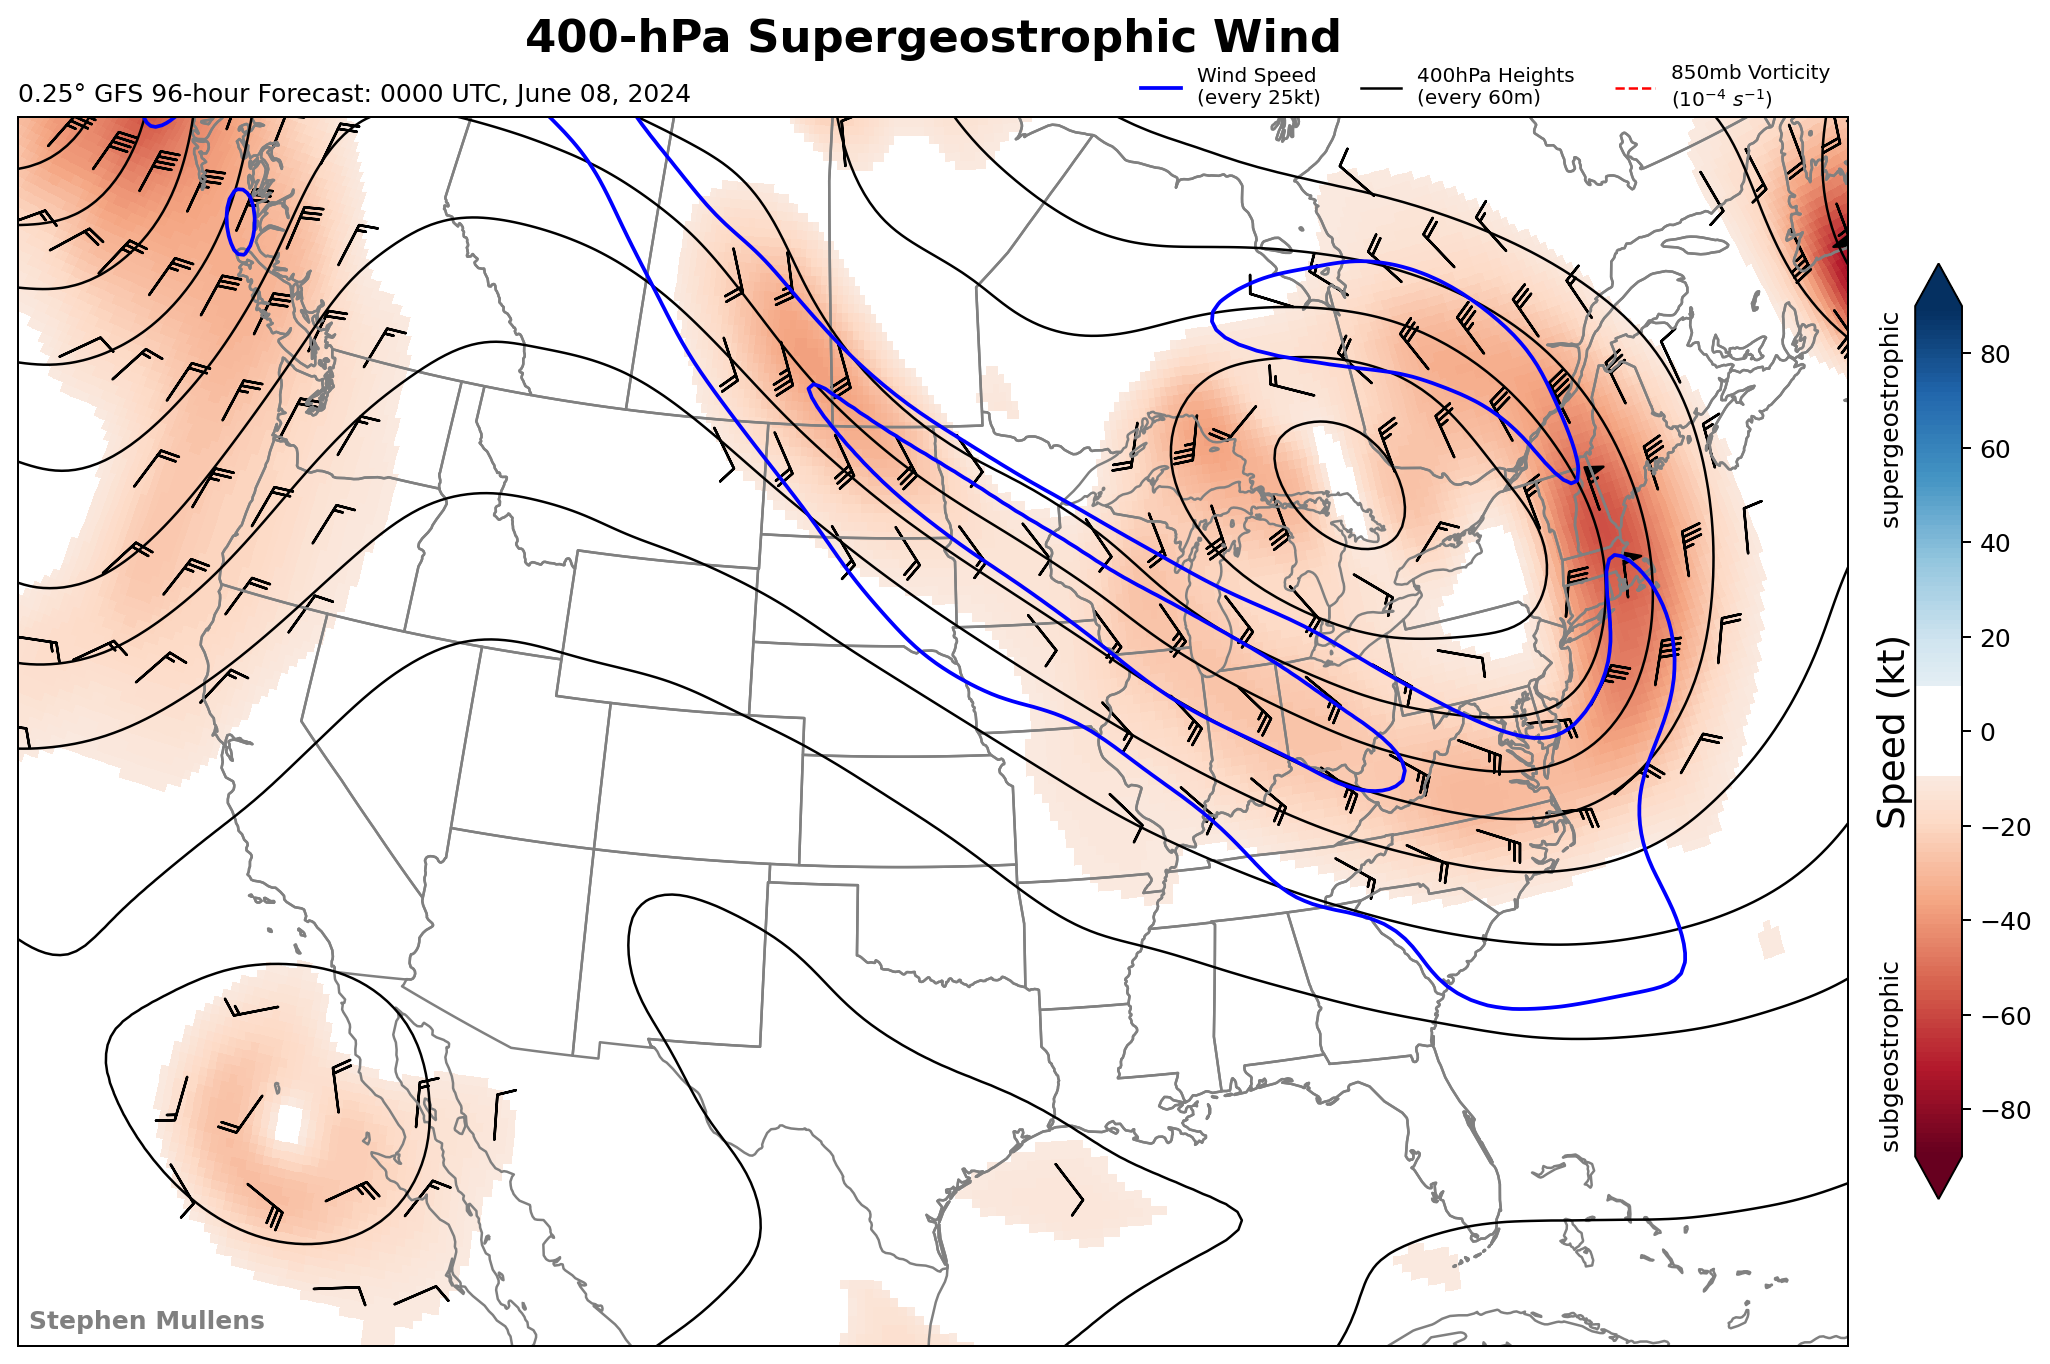 400-hPa Supergeostrophic Wind
0.25° GFS 96-hour Forecast: 0000 UTC, June 08, 2024
Wind Speed
(every 25kt)
400hPa Heights
(every 60m)
850mb Vorticity
(10⁻⁴ s⁻¹)
supergeostrophic
Speed (kt)
subgeostrophic
80
60
40
20
0
−20
−40
−60
−80
Stephen Mullens